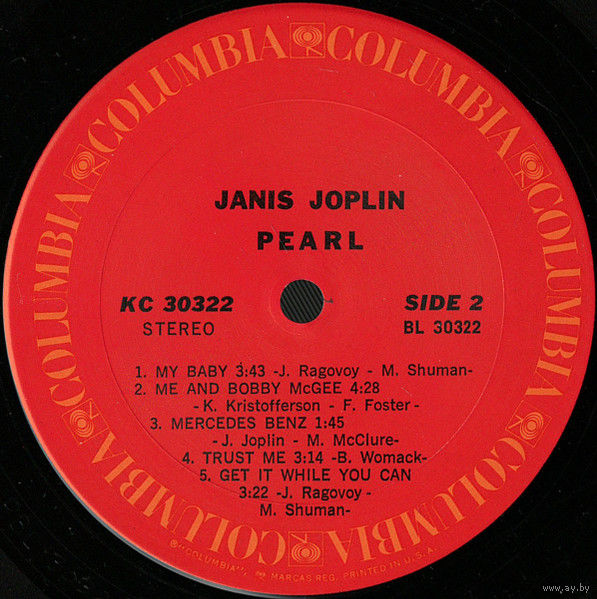 COLUMBIA COLUMBIA COLUMBIA COLUMBIA COLUMBIA COLUMBIA
JANIS JOPLIN
PEARL
KC 30322
STEREO
SIDE 2
BL 30322
1. MY BABY 3:43 -J. Ragovoy - M. Shuman-
2. ME AND BOBBY McGEE 4:28
-K. Kristofferson - F. Foster-
3. MERCEDES BENZ 1:45
-J. Joplin - M. McClure-
4. TRUST ME 3:14 -B. Womack-
5. GET IT WHILE YOU CAN
3:22 -J. Ragovoy -
M. Shuman-
® "COLUMBIA", MARCAS REG. PRINTED IN U.S.A.
www.ay.by